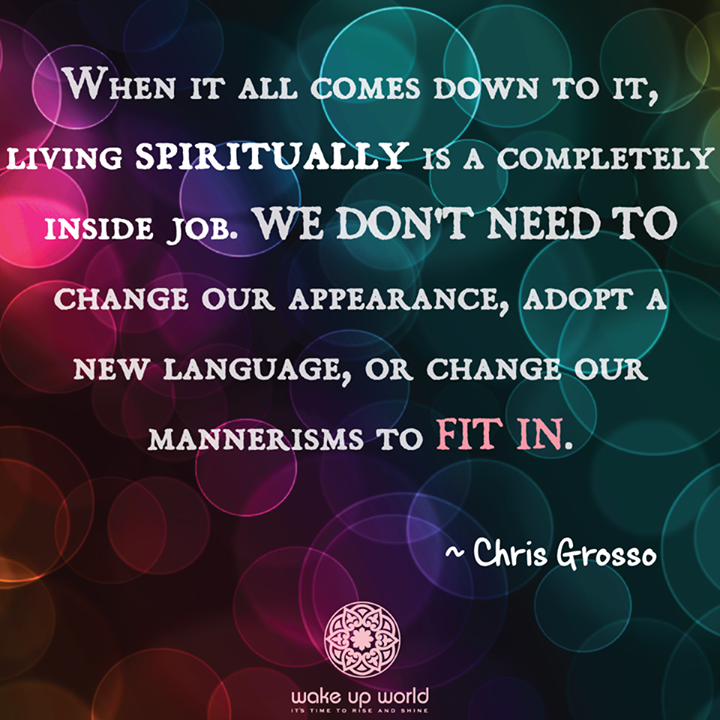 When it all comes down to it,
living SPIRITUALLY is a completely
inside job. WE DON'T NEED TO
change our appearance, adopt a
new language, or change our
mannerisms to FIT IN.
~ Chris Grosso
wake up world
IT'S TIME TO RISE AND SHINE